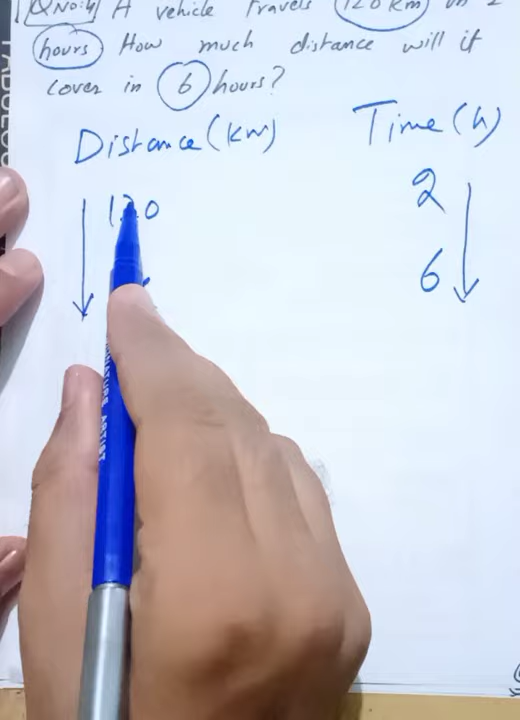 QNo:4 A vehicle travels 120 km in 2
hours How much distance will it
cover in 6 hours?
Distance (km) Time (h)
120 2
6